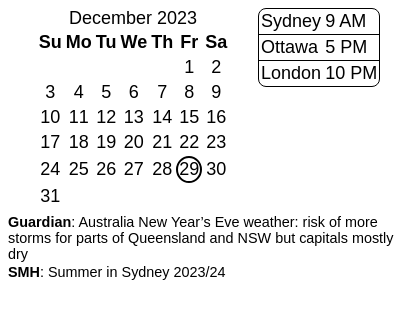 December 2023
Su Mo Tu We Th Fr Sa
1 2
3 4 5 6 7 8 9
10 11 12 13 14 15 16
17 18 19 20 21 22 23
24 25 26 27 28 29 30
31
Sydney 9 AM
Ottawa 5 PM
London 10 PM
Guardian: Australia New Year’s Eve weather: risk of more
storms for parts of Queensland and NSW but capitals mostly
dry
SMH: Summer in Sydney 2023/24